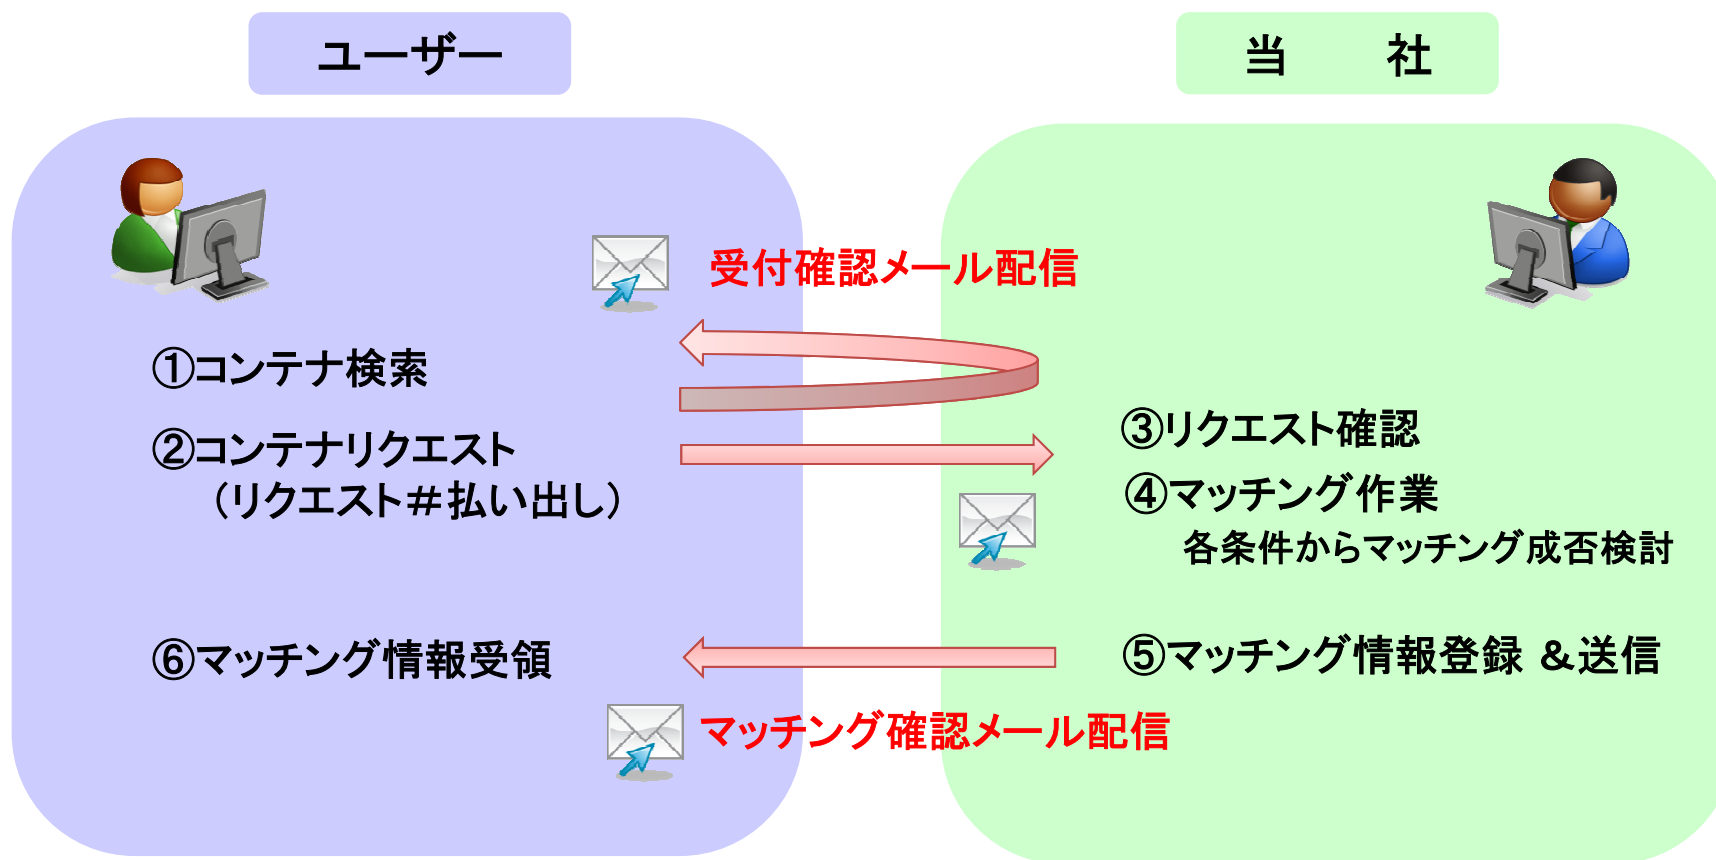 ユーザー
当　　社
受付確認メール配信
①コンテナ検索
②コンテナリクエスト
（リクエスト＃払い出し）
③リクエスト確認
④マッチング作業
各条件からマッチング成否検討
⑤マッチング情報登録 ＆送信
⑥マッチング情報受領
マッチング確認メール配信